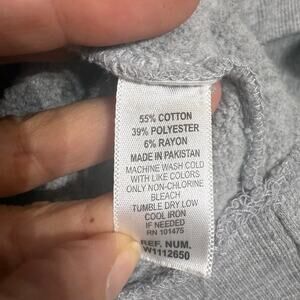 55% COTTON
39% POLYESTER
6% RAYON
MADE IN PAKISTAN
MACHINE WASH COLD
WITH LIKE COLORS
ONLY NON-CHLORINE
BLEACH
TUMBLE DRY LOW
COOL IRON
IF NEEDED
RN 101475
REF. NUM.
W1112650